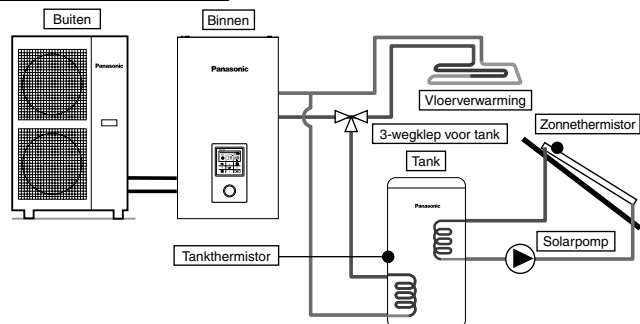 Buiten
Binnen
Panasonic
Panasonic
Vloerverwarming
3-wegklep voor tank
Zonnethermistor
Tank
Panasonic
Tankthermistor
Solarpomp